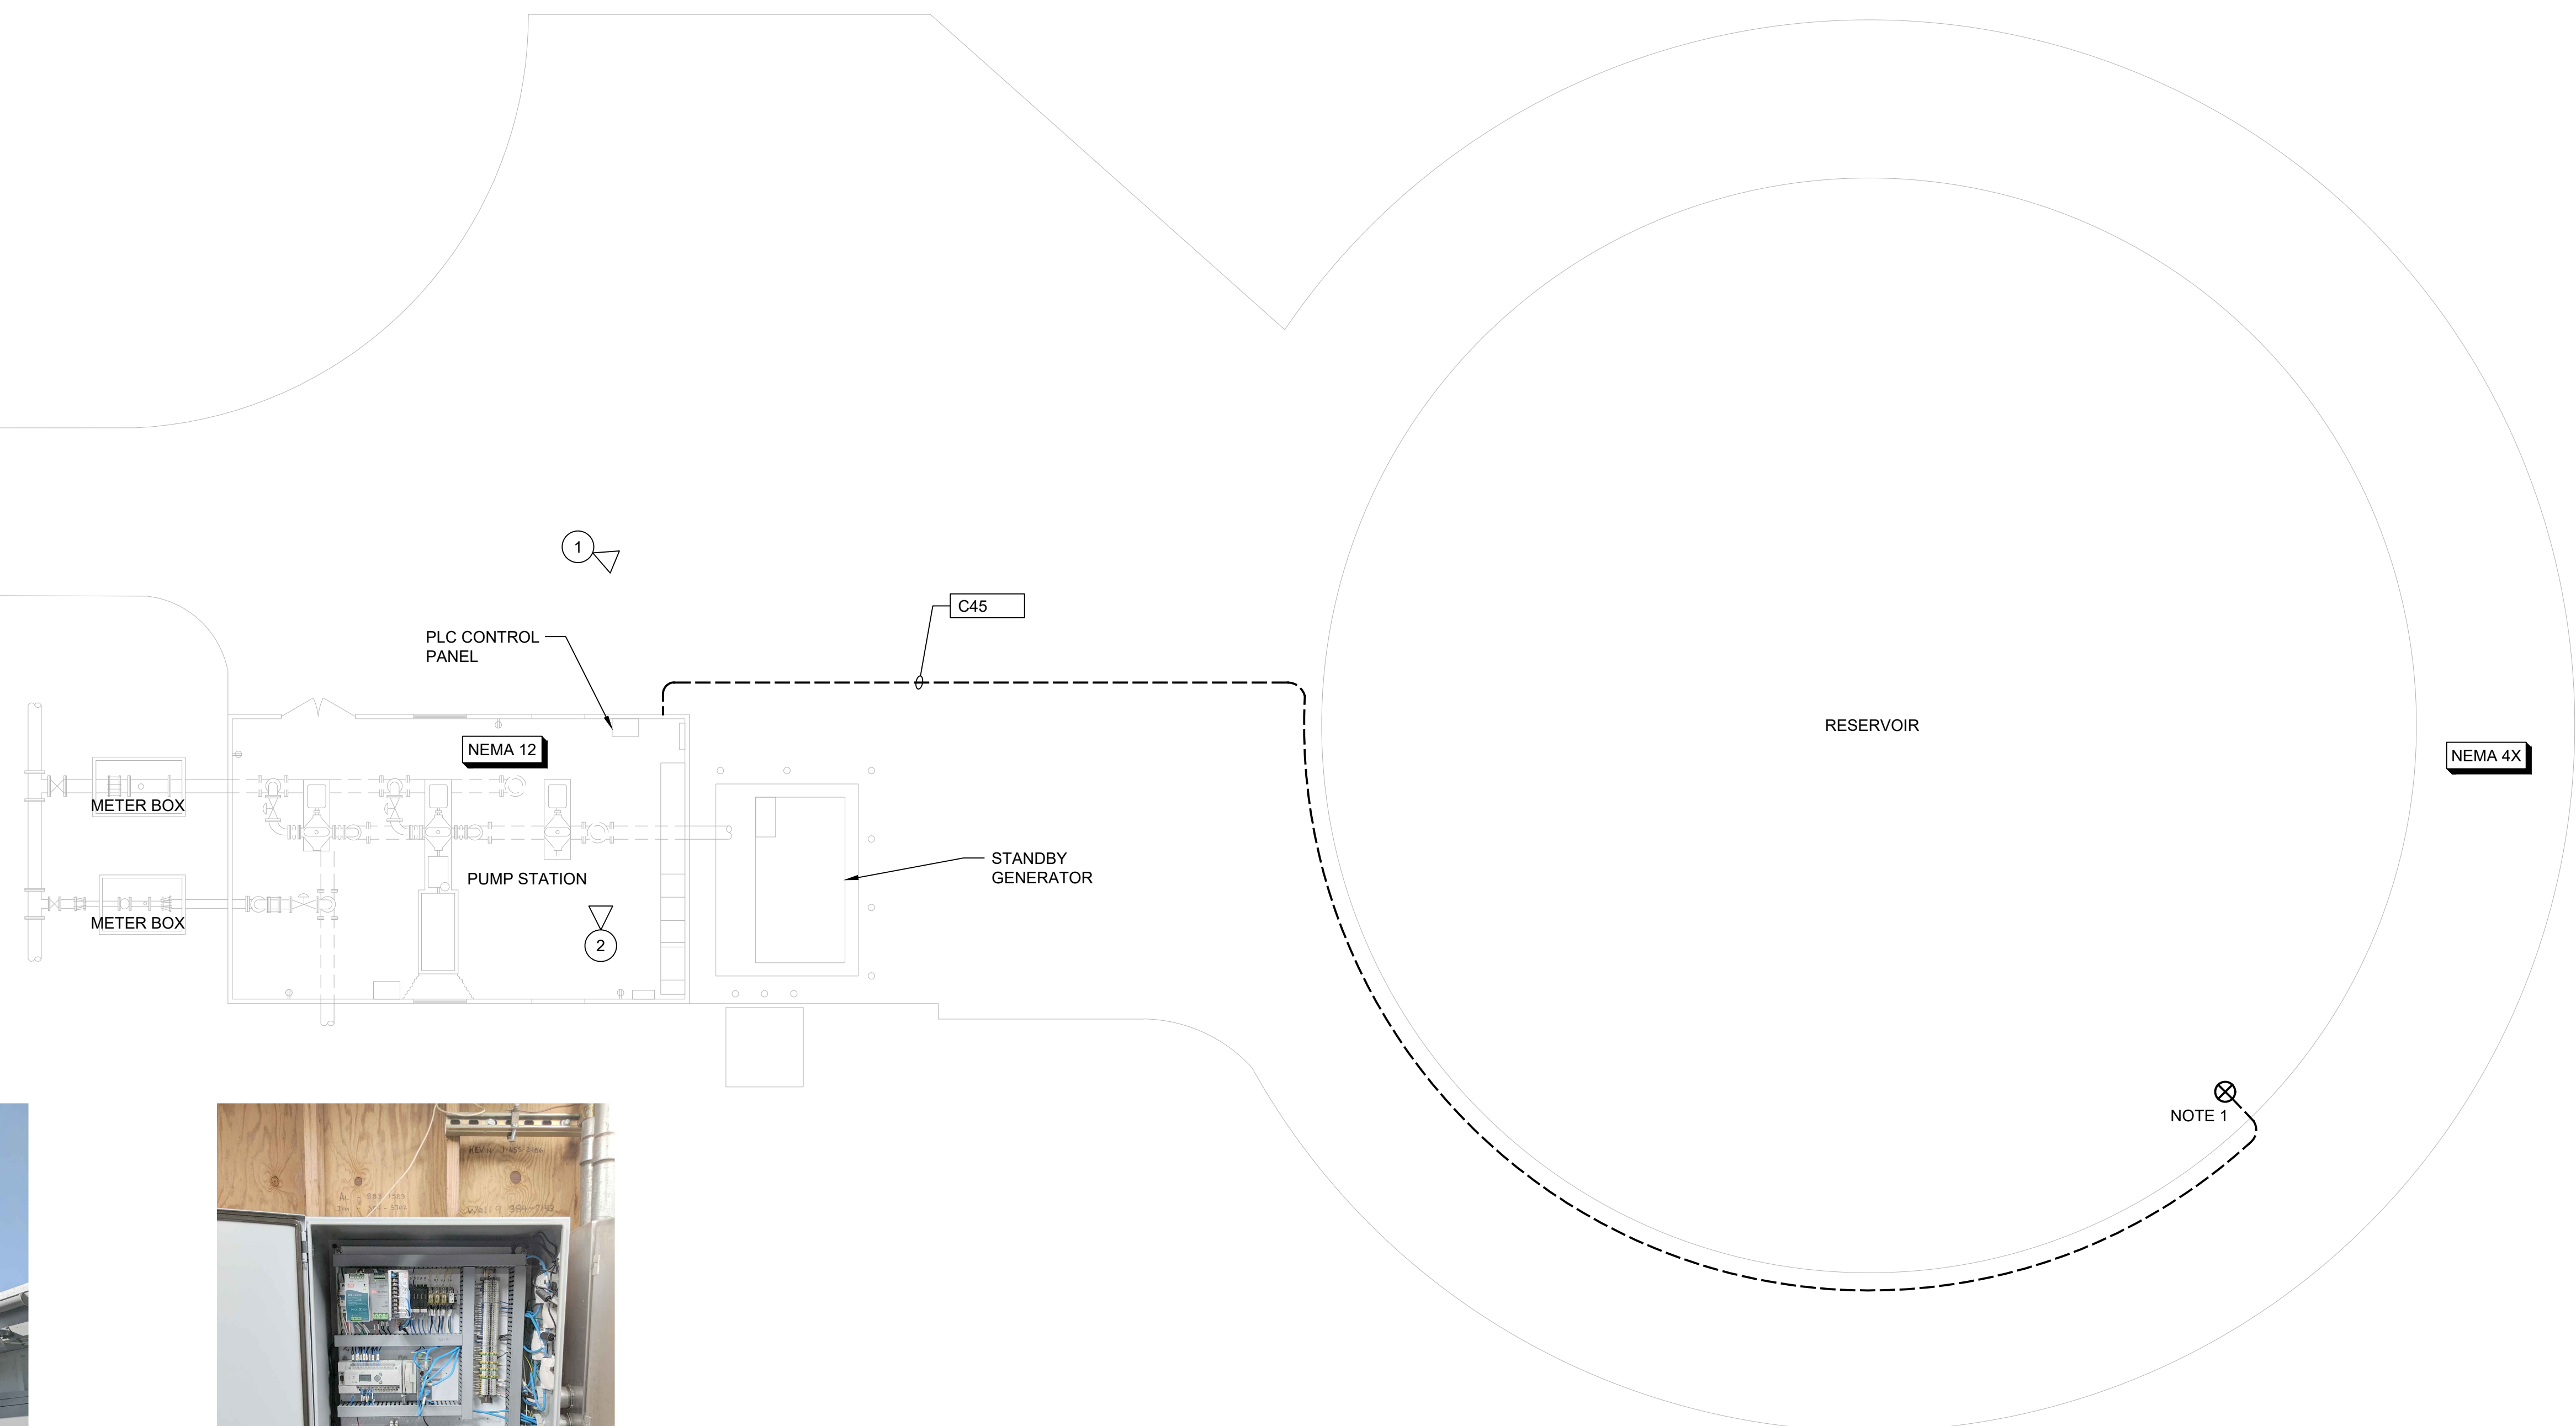 1
C45
PLC CONTROL
PANEL
RESERVOIR
NEMA 12
NEMA 4X
METER BOX
STANDBY
GENERATOR
PUMP STATION
METER BOX
2
NOTE 1